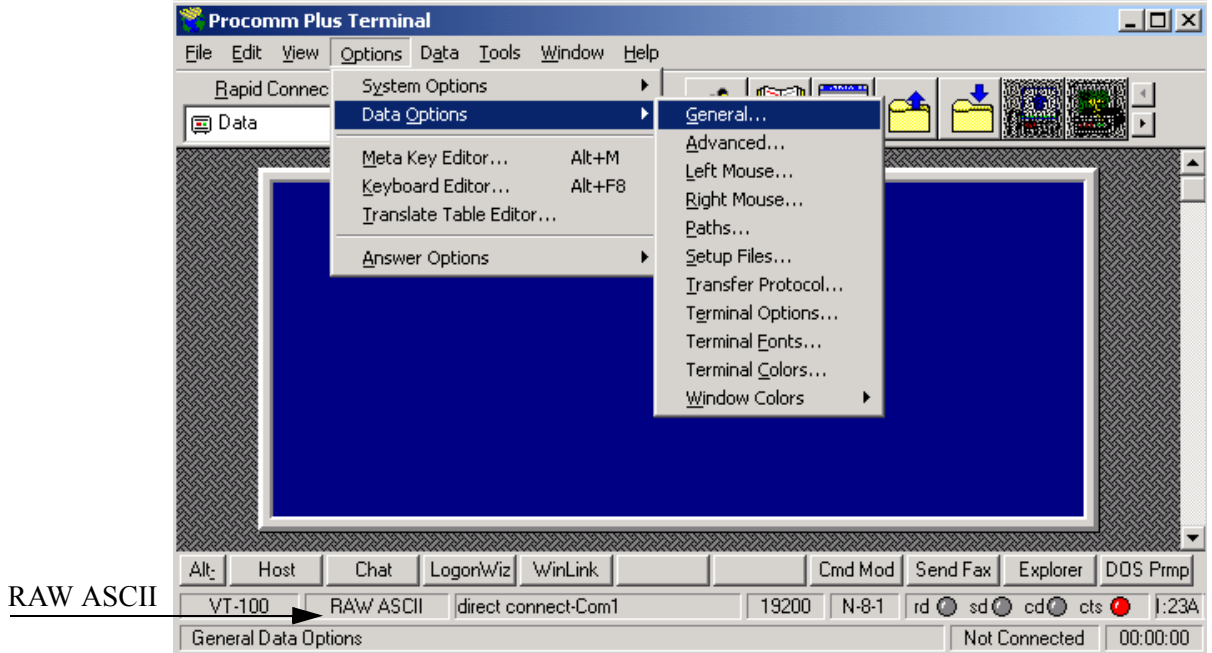 Procomm Plus Terminal
File Edit View Options Data Tools Window Help
Rapid Connec
Data
System Options
Data Options
Meta Key Editor... Alt+M
Keyboard Editor... Alt+F8
Translate Table Editor...
Answer Options
General...
Advanced...
Left Mouse...
Right Mouse...
Paths...
Setup Files...
Transfer Protocol...
Terminal Options...
Terminal Fonts...
Terminal Colors...
Window Colors
Alt- Host Chat LogonWiz WinLink Cmd Mod Send Fax Explorer DOS Prmp
RAW ASCII
VT-100 RAW ASCII direct connect-Com1 19200 N-8-1 rd sd cd cts 1:23A
General Data Options Not Connected 00:00:00